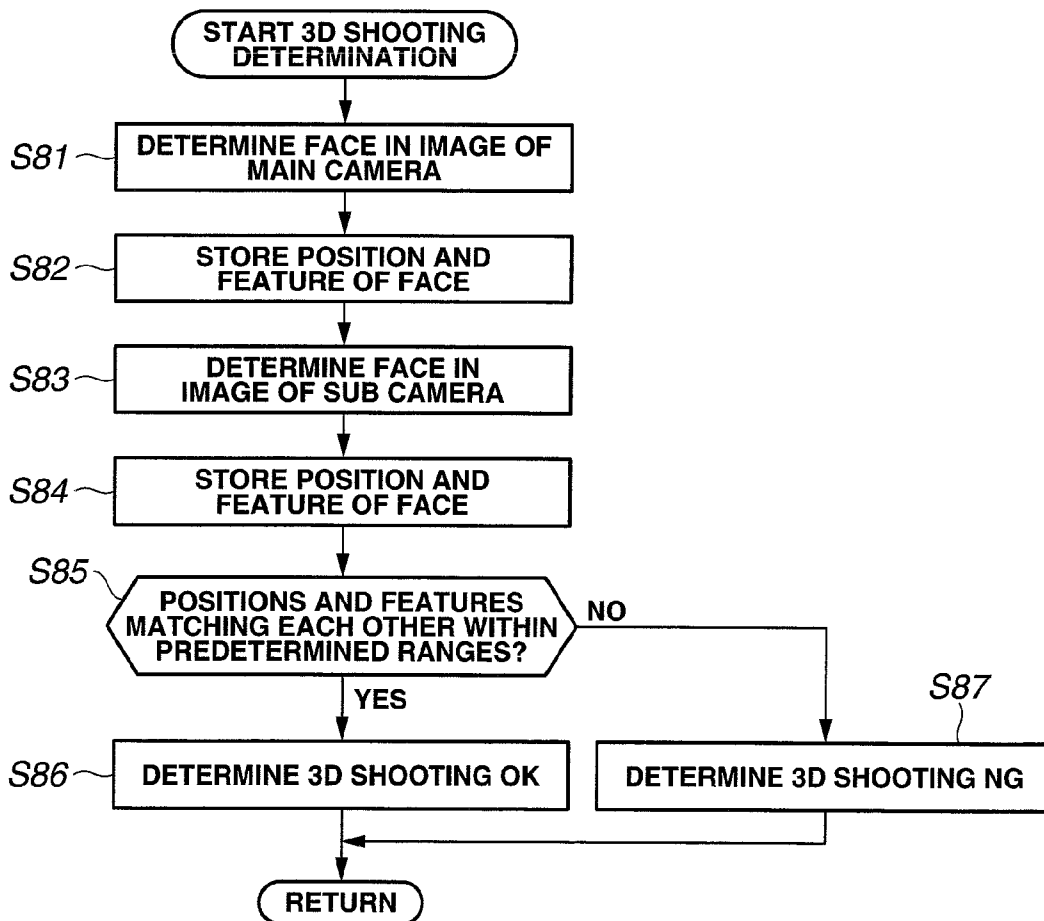 START 3D SHOOTING
DETERMINATION
S81
DETERMINE FACE IN IMAGE OF
MAIN CAMERA
S82
STORE POSITION AND
FEATURE OF FACE
S83
DETERMINE FACE IN
IMAGE OF SUB CAMERA
S84
STORE POSITION AND
FEATURE OF FACE
S85
POSITIONS AND FEATURES
MATCHING EACH OTHER WITHIN
PREDETERMINED RANGES?
NO
YES
S86
DETERMINE 3D SHOOTING OK
S87
DETERMINE 3D SHOOTING NG
RETURN